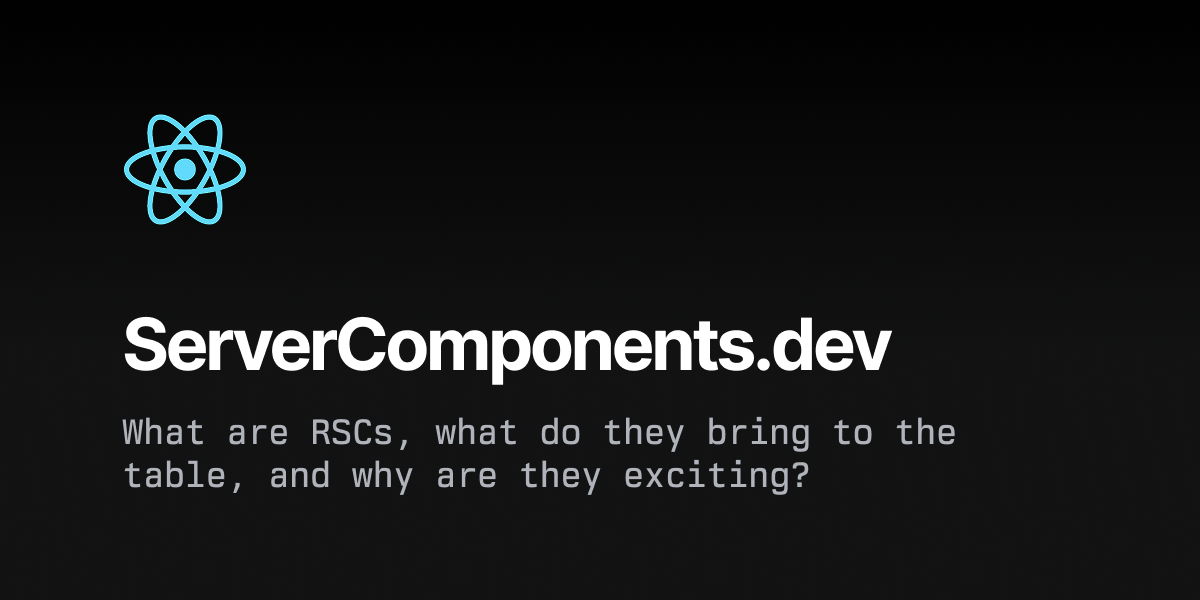 ServerComponents.dev
What are RSCs, what do they bring to the
table, and why are they exciting?